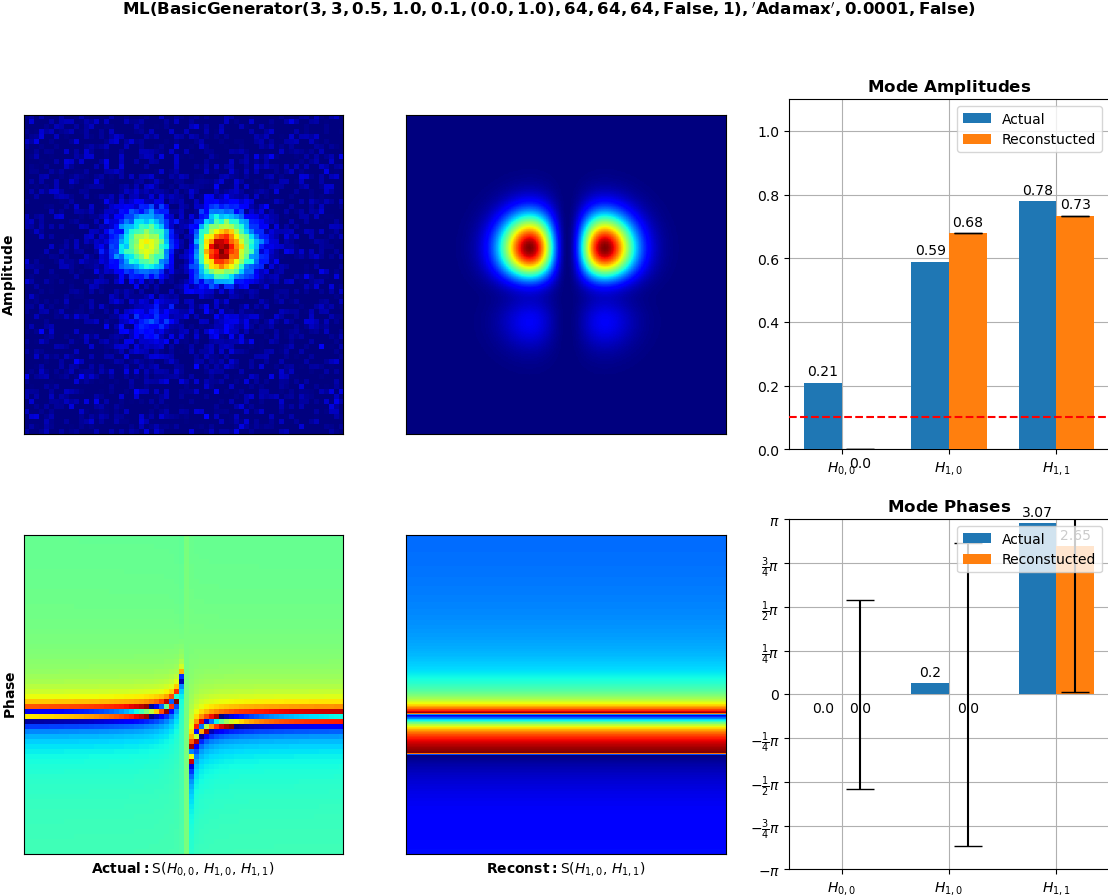 ML(BasicGenerator(3, 3, 0.5, 1.0, 0.1, (0.0, 1.0), 64, 64, 64, False, 1), ′Adamax′, 0.0001, False)
Amplitude
Mode Amplitudes
Actual
Reconstucted
1.0
0.8
0.6
0.4
0.2
0.0
0.21
0.0
0.59
0.68
0.78
0.73
H0,0
H1,0
H1,1
Phase
Actual: S(H0,0, H1,0, H1,1)
Reconst: S(H1,0, H1,1)
Mode Phases
Actual
Reconstucted
π
3/4π
1/2π
1/4π
0
−1/4π
−1/2π
−3/4π
−π
0.0
0.0
0.2
0.0
3.07
2.65
H0,0
H1,0
H1,1